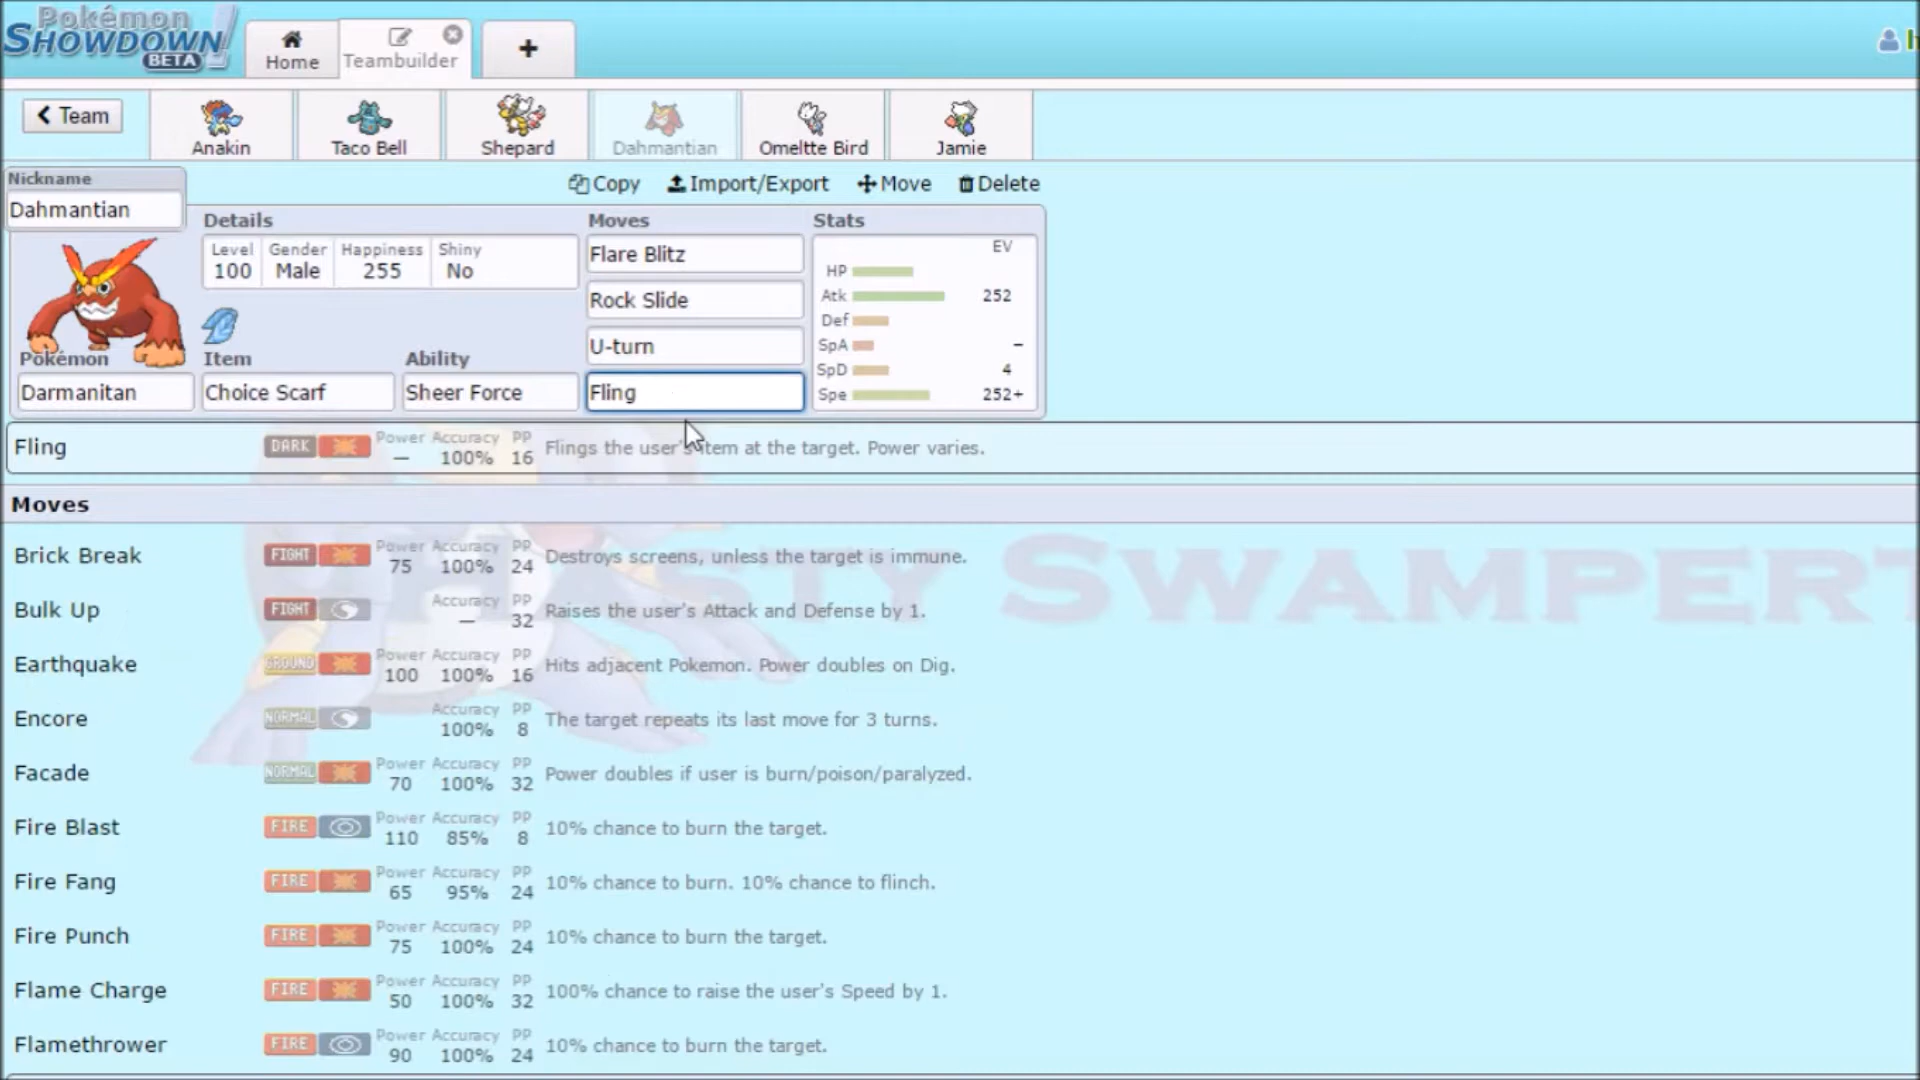 Pokémon
SHOWDOWN!
BETA
Home
Teambuilder
+
Team
Anakin
Taco Bell
Shepard
Dahmantian
Omeltte Bird
Jamie
Nickname
Dahmantian
Copy Import/Export Move Delete
Details
Level Gender Happiness Shiny
100 Male 255 No
Pokémon Item Ability
Darmanitan Choice Scarf Sheer Force
Moves
Flare Blitz
Rock Slide
U-turn
Fling
Stats
EV
HP
Atk 252
Def
SpA –
SpD 4
Spe 252+
Fling DARK Power — Accuracy 100% PP 16 Flings the user's item at the target. Power varies.
Moves
Brick Break FIGHT Power 75 Accuracy 100% PP 24 Destroys screens, unless the target is immune.
Bulk Up FIGHT Accuracy — PP 32 Raises the user's Attack and Defense by 1.
Earthquake GROUND Power 100 Accuracy 100% PP 16 Hits adjacent Pokemon. Power doubles on Dig.
Encore NORMAL Accuracy 100% PP 8 The target repeats its last move for 3 turns.
Facade NORMAL Power 70 Accuracy 100% PP 32 Power doubles if user is burn/poison/paralyzed.
Fire Blast FIRE Power 110 Accuracy 85% PP 8 10% chance to burn the target.
Fire Fang FIRE Power 65 Accuracy 95% PP 24 10% chance to burn. 10% chance to flinch.
Fire Punch FIRE Power 75 Accuracy 100% PP 24 10% chance to burn the target.
Flame Charge FIRE Power 50 Accuracy 100% PP 32 100% chance to raise the user's Speed by 1.
Flamethrower FIRE Power 90 Accuracy 100% PP 24 10% chance to burn the target.
STY SWAMPERT